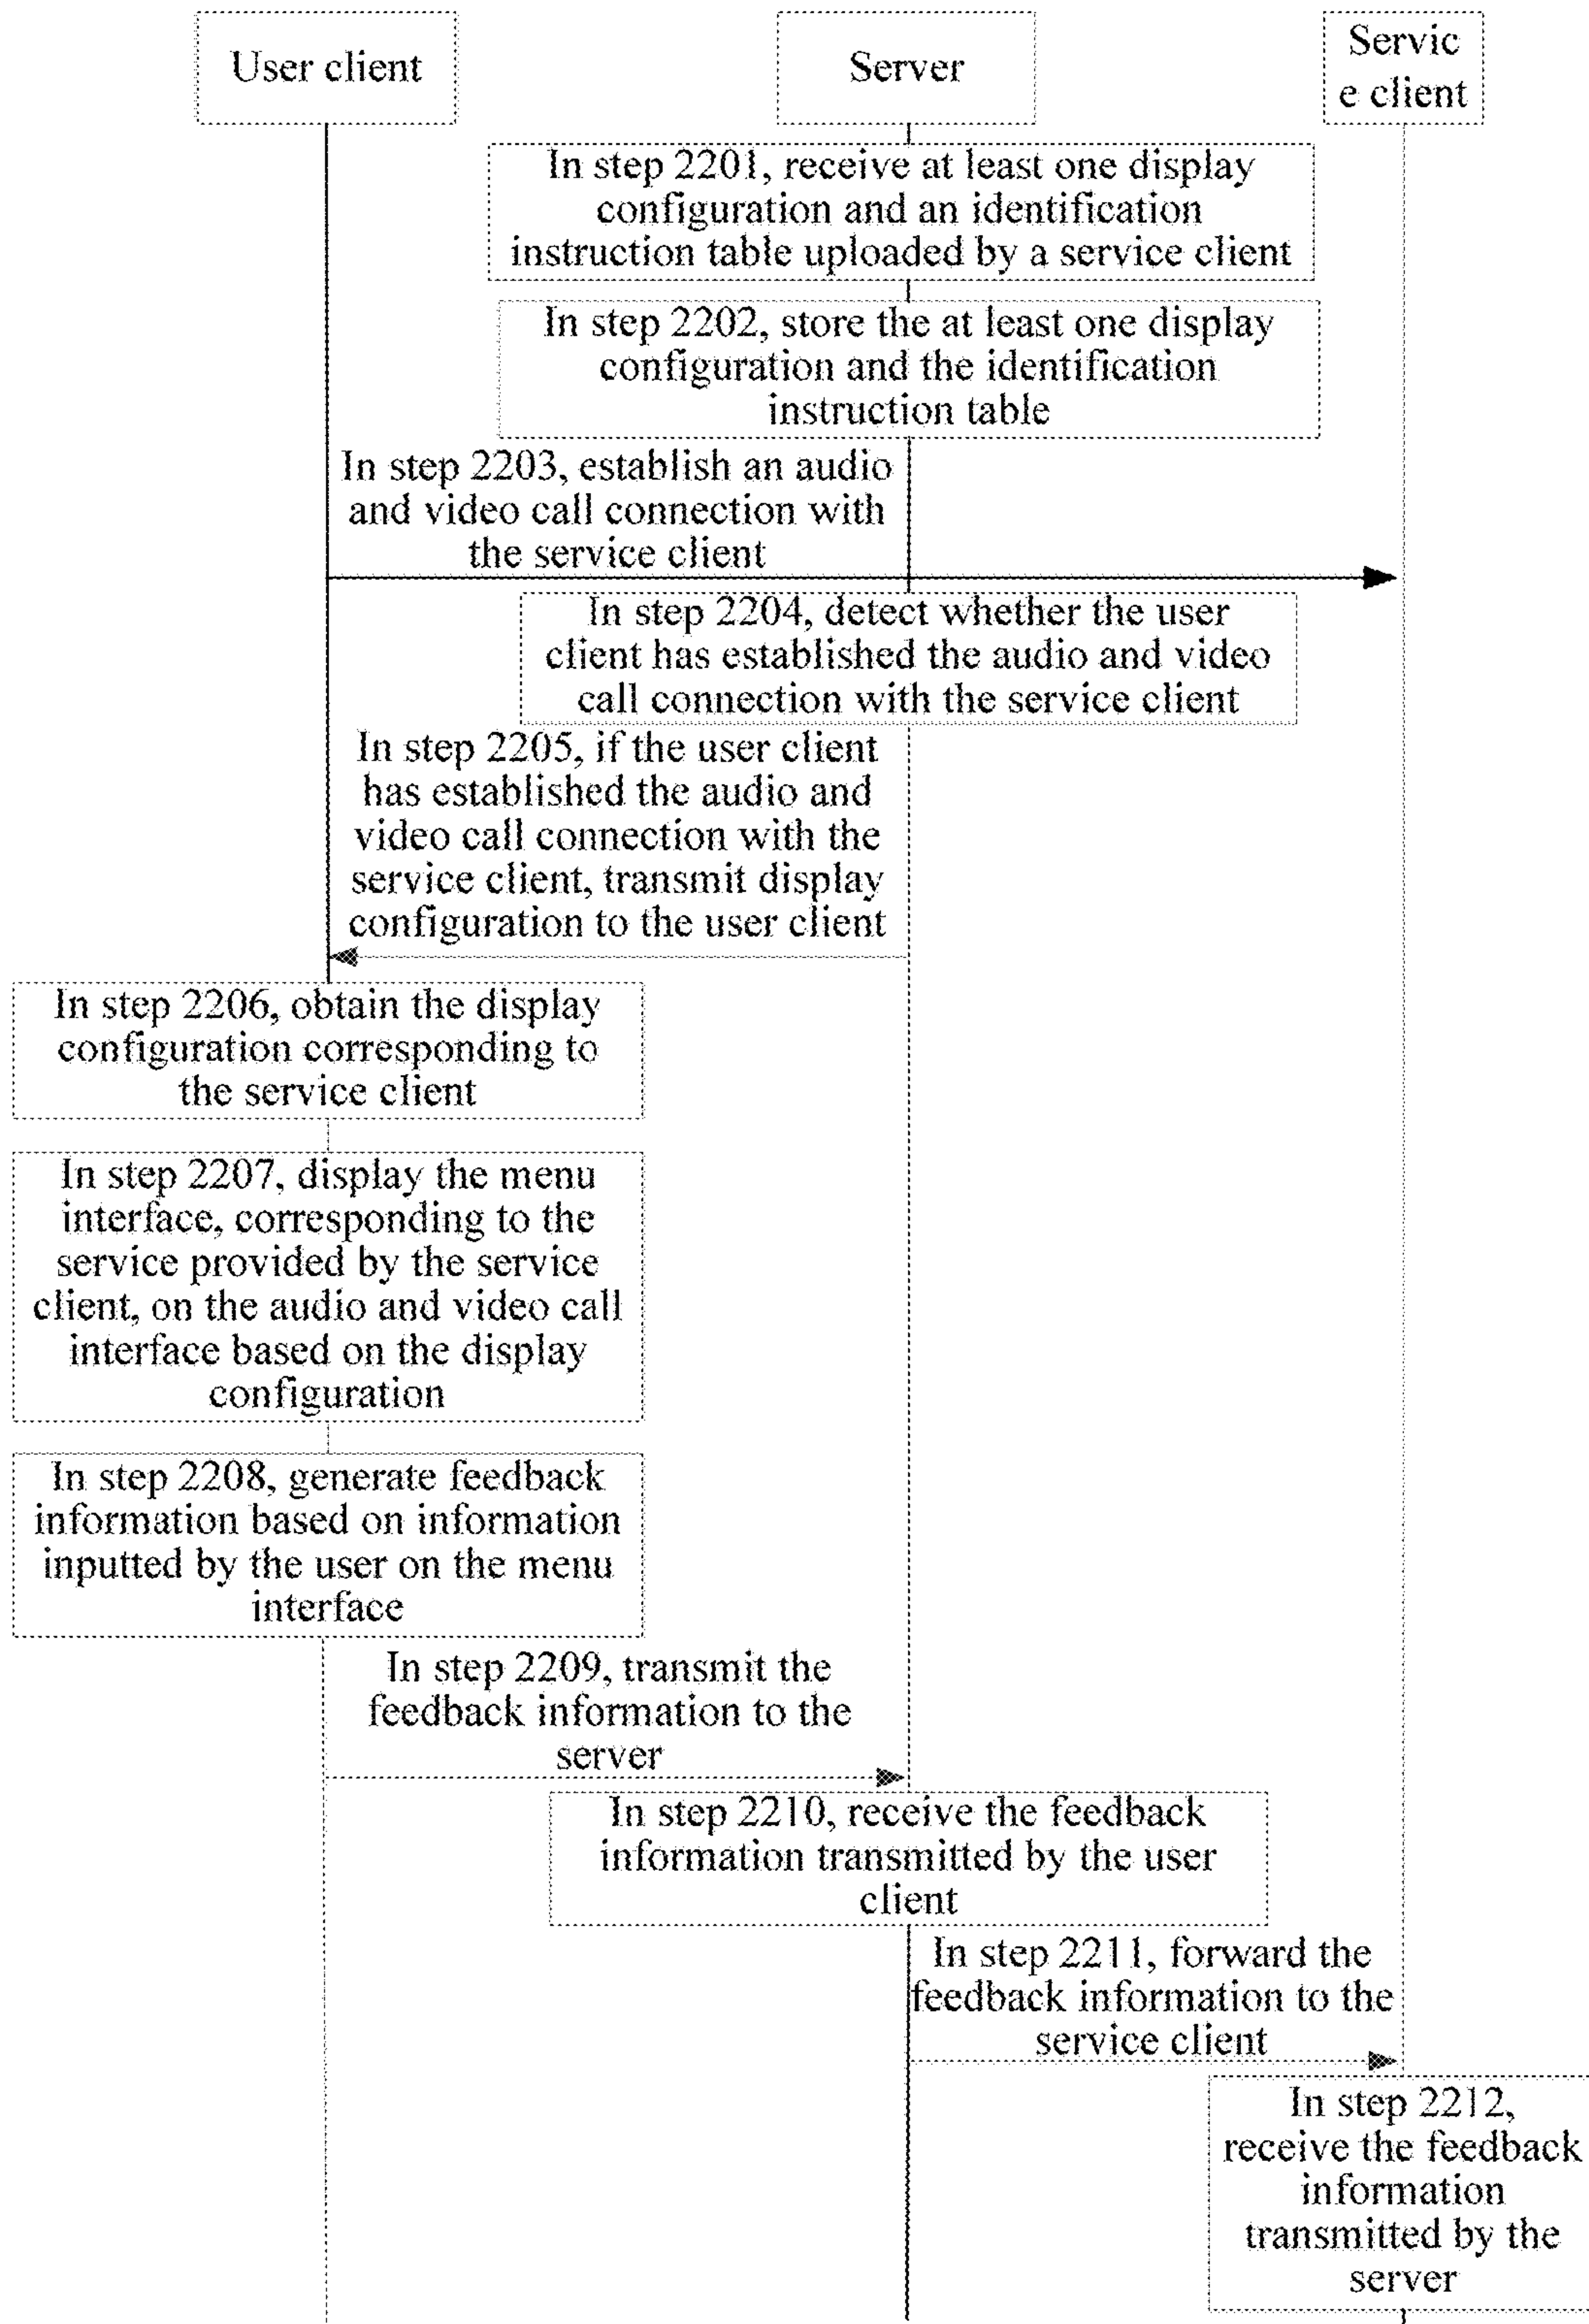 User client
Server
Servic
e client
In step 2201, receive at least one display
configuration and an identification
instruction table uploaded by a service client
In step 2202, store the at least one display
configuration and the identification
instruction table
In step 2203, establish an audio
and video call connection with
the service client
In step 2204, detect whether the user
client has established the audio and video
call connection with the service client
In step 2205, if the user client
has established the audio and
video call connection with the
service client, transmit display
configuration to the user client
In step 2206, obtain the display
configuration corresponding to
the service client
In step 2207, display the menu
interface, corresponding to the
service provided by the service
client, on the audio and video call
interface based on the display
configuration
In step 2208, generate feedback
information based on information
inputted by the user on the menu
interface
In step 2209, transmit the
feedback information to the
server
In step 2210, receive the feedback
information transmitted by the user
client
In step 2211, forward the
feedback information to the
service client
In step 2212,
receive the feedback
information
transmitted by the
server